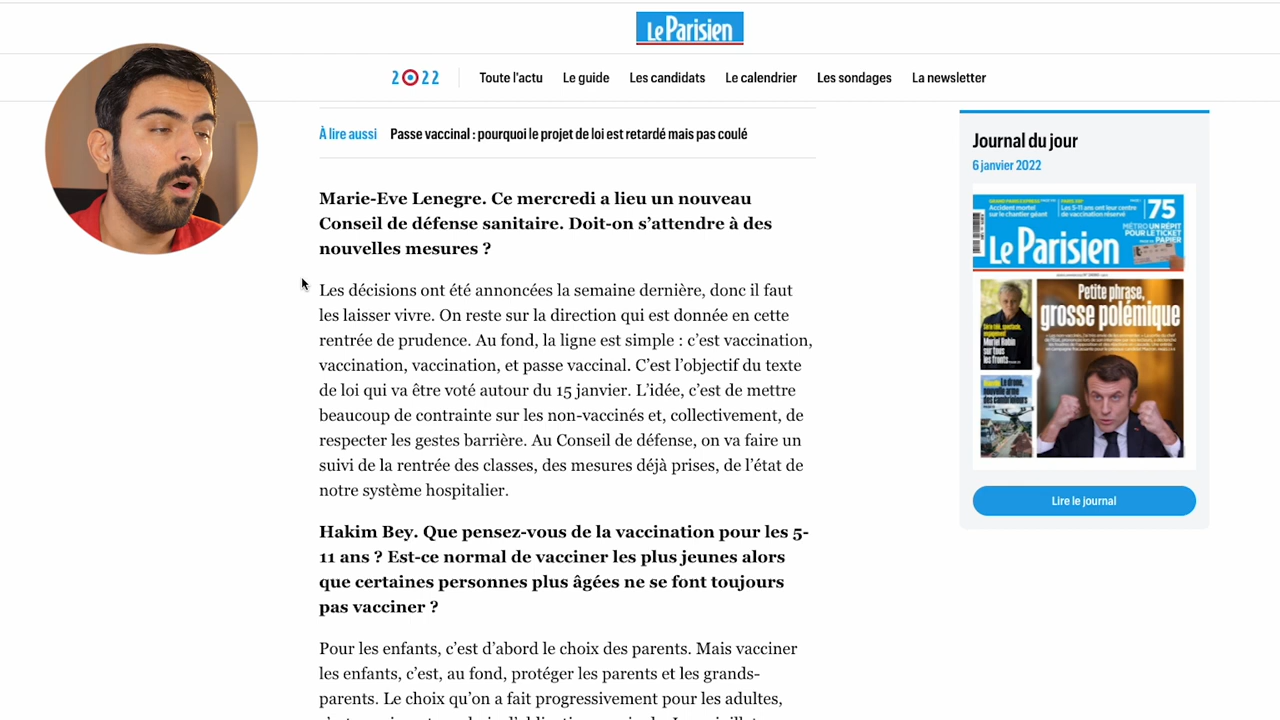 Le Parisien
2022
Toute l'actu
Le guide
Les candidats
Le calendrier
Les sondages
La newsletter
À lire aussi Passe vaccinal : pourquoi le projet de loi est retardé mais pas coulé
Marie-Eve Lenegre. Ce mercredi a lieu un nouveau
Conseil de défense sanitaire. Doit-on s’attendre à des
nouvelles mesures ?
Les décisions ont été annoncées la semaine dernière, donc il faut
les laisser vivre. On reste sur la direction qui est donnée en cette
rentrée de prudence. Au fond, la ligne est simple : c’est vaccination,
vaccination, vaccination, et passe vaccinal. C’est l’objectif du texte
de loi qui va être voté autour du 15 janvier. L’idée, c’est de mettre
beaucoup de contrainte sur les non-vaccinés et, collectivement, de
respecter les gestes barrière. Au Conseil de défense, on va faire un
suivi de la rentrée des classes, des mesures déjà prises, de l’état de
notre système hospitalier.
Hakim Bey. Que pensez-vous de la vaccination pour les 5-
11 ans ? Est-ce normal de vacciner les plus jeunes alors
que certaines personnes plus âgées ne se font toujours
pas vacciner ?
Pour les enfants, c’est d’abord le choix des parents. Mais vacciner
les enfants, c’est, au fond, protéger les parents et les grands-
parents. Le choix qu’on a fait progressivement pour les adultes,
Journal du jour
6 janvier 2022
Accident mortel
sur le chantier géant
Les 5-11 ans ont leur centre
de vaccination réservé
75
MÉTRO UN RÉPIT
POUR LE TICKET
PAPIER
Le Parisien
Petite phrase,
grosse polémique
Muriel Robin
sur tous
les fronts
Le drone,
nouvelle arme
des cambrioleurs
Lire le journal